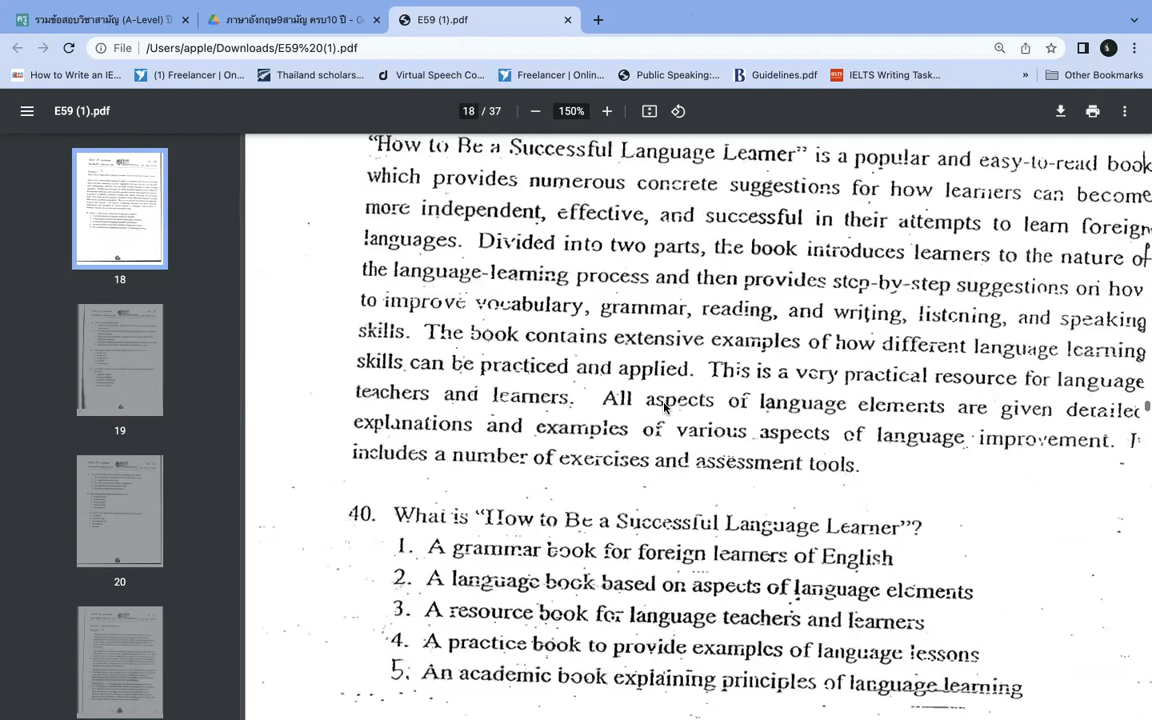 รวมข้อสอบวิชาสามัญ (A-Level) ปี
ภาษาอังกฤษ9สามัญ ครบ10 ปี - G
E59 (1).pdf
File /Users/apple/Downloads/E59%20(1).pdf
How to Write an IE... (1) Freelancer | On... Thailand scholars... Virtual Speech Co... Freelancer | Onlin... Public Speaking:... Guidelines.pdf IELTS Writing Task... » Other Bookmarks
E59 (1).pdf 18 / 37 150%
"How to Be a Successful Language Learner" is a popular and easy-to-read book
which provides numerous concrete suggestions for how learners can become
more independent, effective, and successful in their attempts to learn foreign
languages. Divided into two parts, the book introduces learners to the nature of
the language-learning process and then provides step-by-step suggestions on how
to improve vocabulary, grammar, reading, and writing, listening, and speaking
skills. The book contains extensive examples of how different language learning
skills can be practiced and applied. This is a very practical resource for language
teachers and learners. All aspects of language elements are given detailed
explanations and examples of various aspects of language improvement. It
includes a number of exercises and assessment tools.
40. What is "How to Be a Successful Language Learner"?
1. A grammar book for foreign learners of English
2. A language book based on aspects of language elements
3. A resource book for language teachers and learners
4. A practice book to provide examples of language lessons
5. An academic book explaining principles of language learning
18
19
20